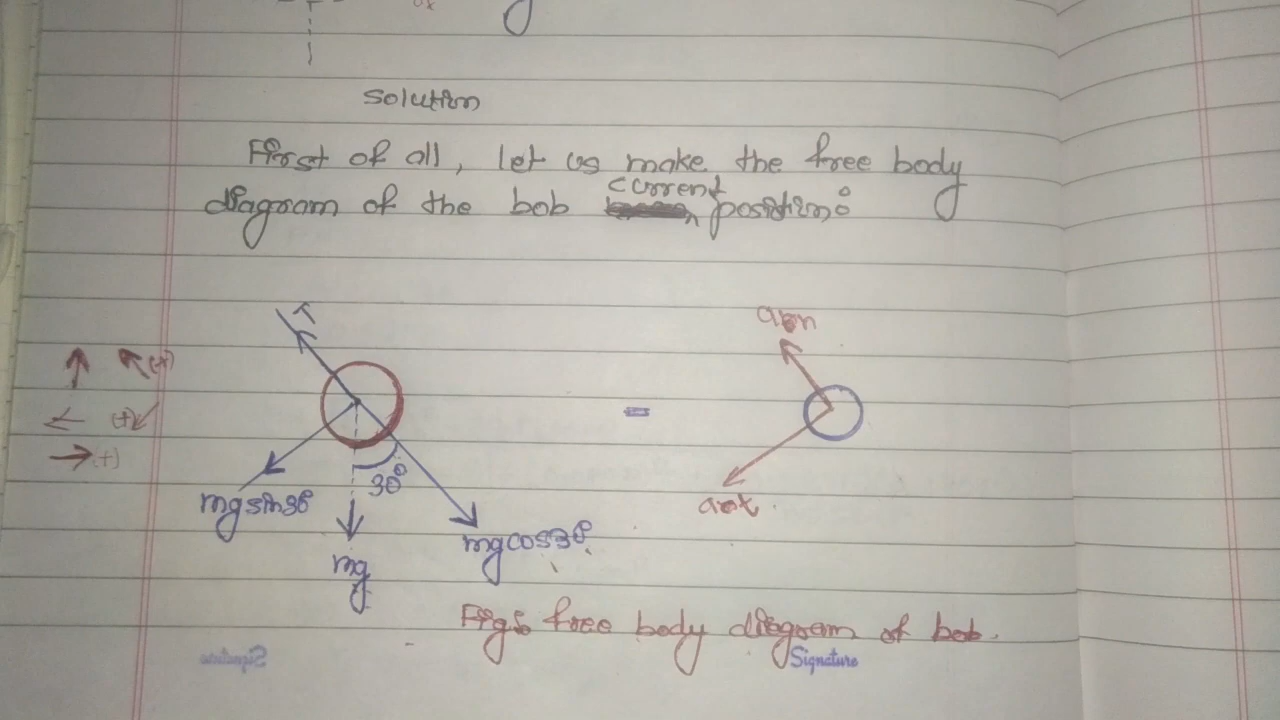 Solution
First of all, let us make the free body
diagram of the bob current position:
T
(+)
(+)
(+)
30°
mg sin30°
mg
mg cos30°
=
Fig: free body diagram of bob.
Signature
Signature